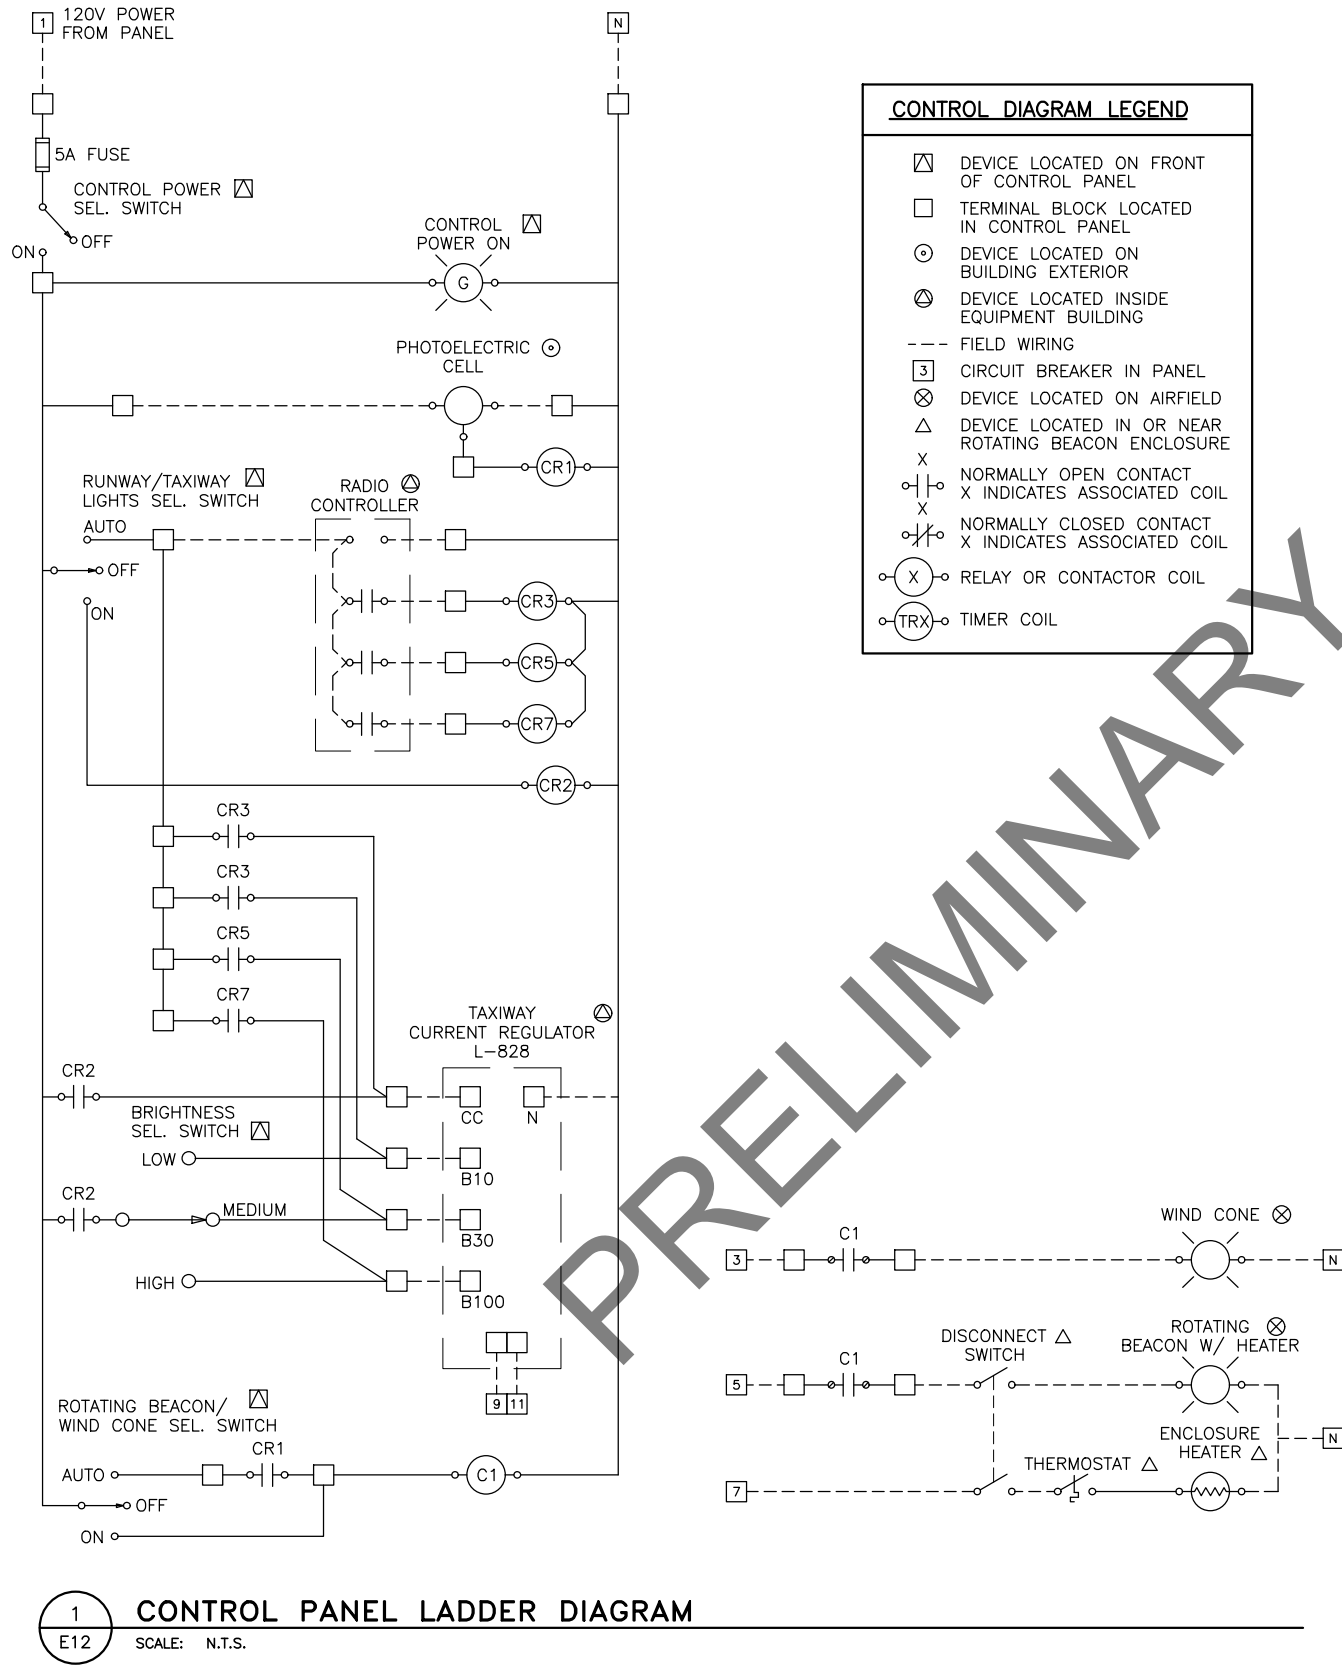 1
120V POWER
FROM PANEL
N
5A FUSE
CONTROL POWER
SEL. SWITCH
OFF
ON
CONTROL
POWER ON
G
PHOTOELECTRIC
CELL
CR1
RUNWAY/TAXIWAY
LIGHTS SEL. SWITCH
RADIO
CONTROLLER
AUTO
OFF
ON
CR3
CR5
CR7
CR2
CR3
CR3
CR5
CR7
TAXIWAY
CURRENT REGULATOR
L-828
CR2
CC
N
BRIGHTNESS
SEL. SWITCH
LOW
B10
CR2
MEDIUM
B30
HIGH
B100
9 11
ROTATING BEACON/
WIND CONE SEL. SWITCH
CR1
AUTO
C1
OFF
ON
CONTROL DIAGRAM LEGEND
DEVICE LOCATED ON FRONT
OF CONTROL PANEL
TERMINAL BLOCK LOCATED
IN CONTROL PANEL
DEVICE LOCATED ON
BUILDING EXTERIOR
DEVICE LOCATED INSIDE
EQUIPMENT BUILDING
FIELD WIRING
3 CIRCUIT BREAKER IN PANEL
DEVICE LOCATED ON AIRFIELD
DEVICE LOCATED IN OR NEAR
ROTATING BEACON ENCLOSURE
X
NORMALLY OPEN CONTACT
X INDICATES ASSOCIATED COIL
X
NORMALLY CLOSED CONTACT
X INDICATES ASSOCIATED COIL
X RELAY OR CONTACTOR COIL
TRX TIMER COIL
PRELIMINARY
WIND CONE
C1
3
N
ROTATING
BEACON W/ HEATER
DISCONNECT
SWITCH
C1
5
ENCLOSURE
HEATER
N
THERMOSTAT
7
1
E12
CONTROL PANEL LADDER DIAGRAM
SCALE: N.T.S.